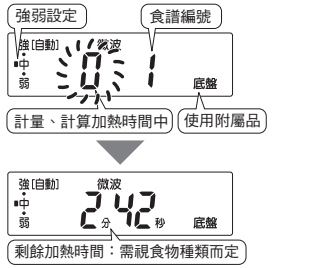 強弱設定
食譜編號
強[自動] 微波
中 0 1
弱 底盤
計量、計算加熱時間中
使用附屬品
強[自動] 微波
中 2分42秒
弱 底盤
剩餘加熱時間：需視食物種類而定